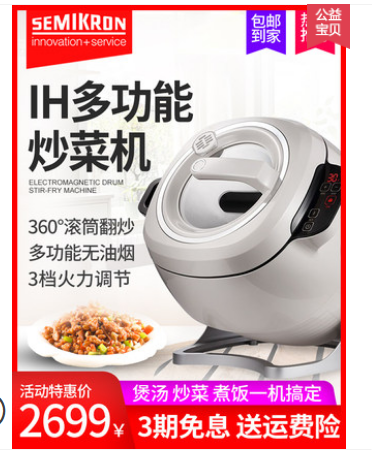 SEMIKRON
innovation+service
包邮
到家
公益
宝贝
IH多功能
炒菜机
ELECTROMAGNETIC DRUM
STIR-FRY MACHINE
360°滚筒翻炒
多功能无油烟
3档火力调节
活动特惠价
2699¥
煲汤 炒菜 煮饭一机搞定
3期免息 送运费险